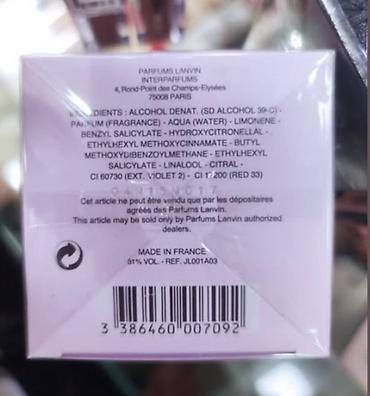 PARFUMS LANVIN
INTERPARFUMS
4, Rond-Point des Champs-Elysées
75008 PARIS
INGREDIENTS : ALCOHOL DENAT. (SD ALCOHOL 39-C) -
PARFUM (FRAGRANCE) - AQUA (WATER) - LIMONENE -
BENZYL SALICYLATE - HYDROXYCITRONELLAL -
ETHYLHEXYL METHOXYCINNAMATE - BUTYL
METHOXYDIBENZOYLMETHANE - ETHYLHEXYL
SALICYLATE - LINALOOL - CITRAL -
CI 60730 (EXT. VIOLET 2) - CI 17200 (RED 33)
Cet article ne peut être vendu que par les dépositaires
agréés des Parfums Lanvin.
This article may be sold only by Parfums Lanvin authorized
dealers.
MADE IN FRANCE
91% VOL - REF. JL001A03
3 386460 007092